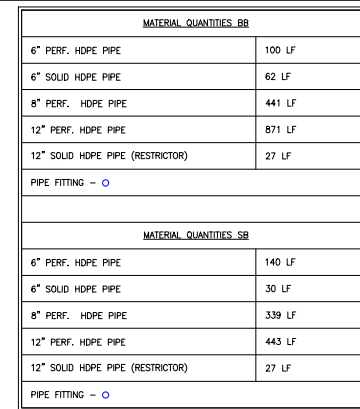 MATERIAL QUANTITIES BB
6" PERF. HDPE PIPE 100 LF
6" SOLID HDPE PIPE 62 LF
8" PERF. HDPE PIPE 441 LF
12" PERF. HDPE PIPE 871 LF
12" SOLID HDPE PIPE (RESTRICTOR) 27 LF
PIPE FITTING – O
MATERIAL QUANTITIES SB
6" PERF. HDPE PIPE 140 LF
6" SOLID HDPE PIPE 30 LF
8" PERF. HDPE PIPE 339 LF
12" PERF. HDPE PIPE 443 LF
12" SOLID HDPE PIPE (RESTRICTOR) 27 LF
PIPE FITTING – O